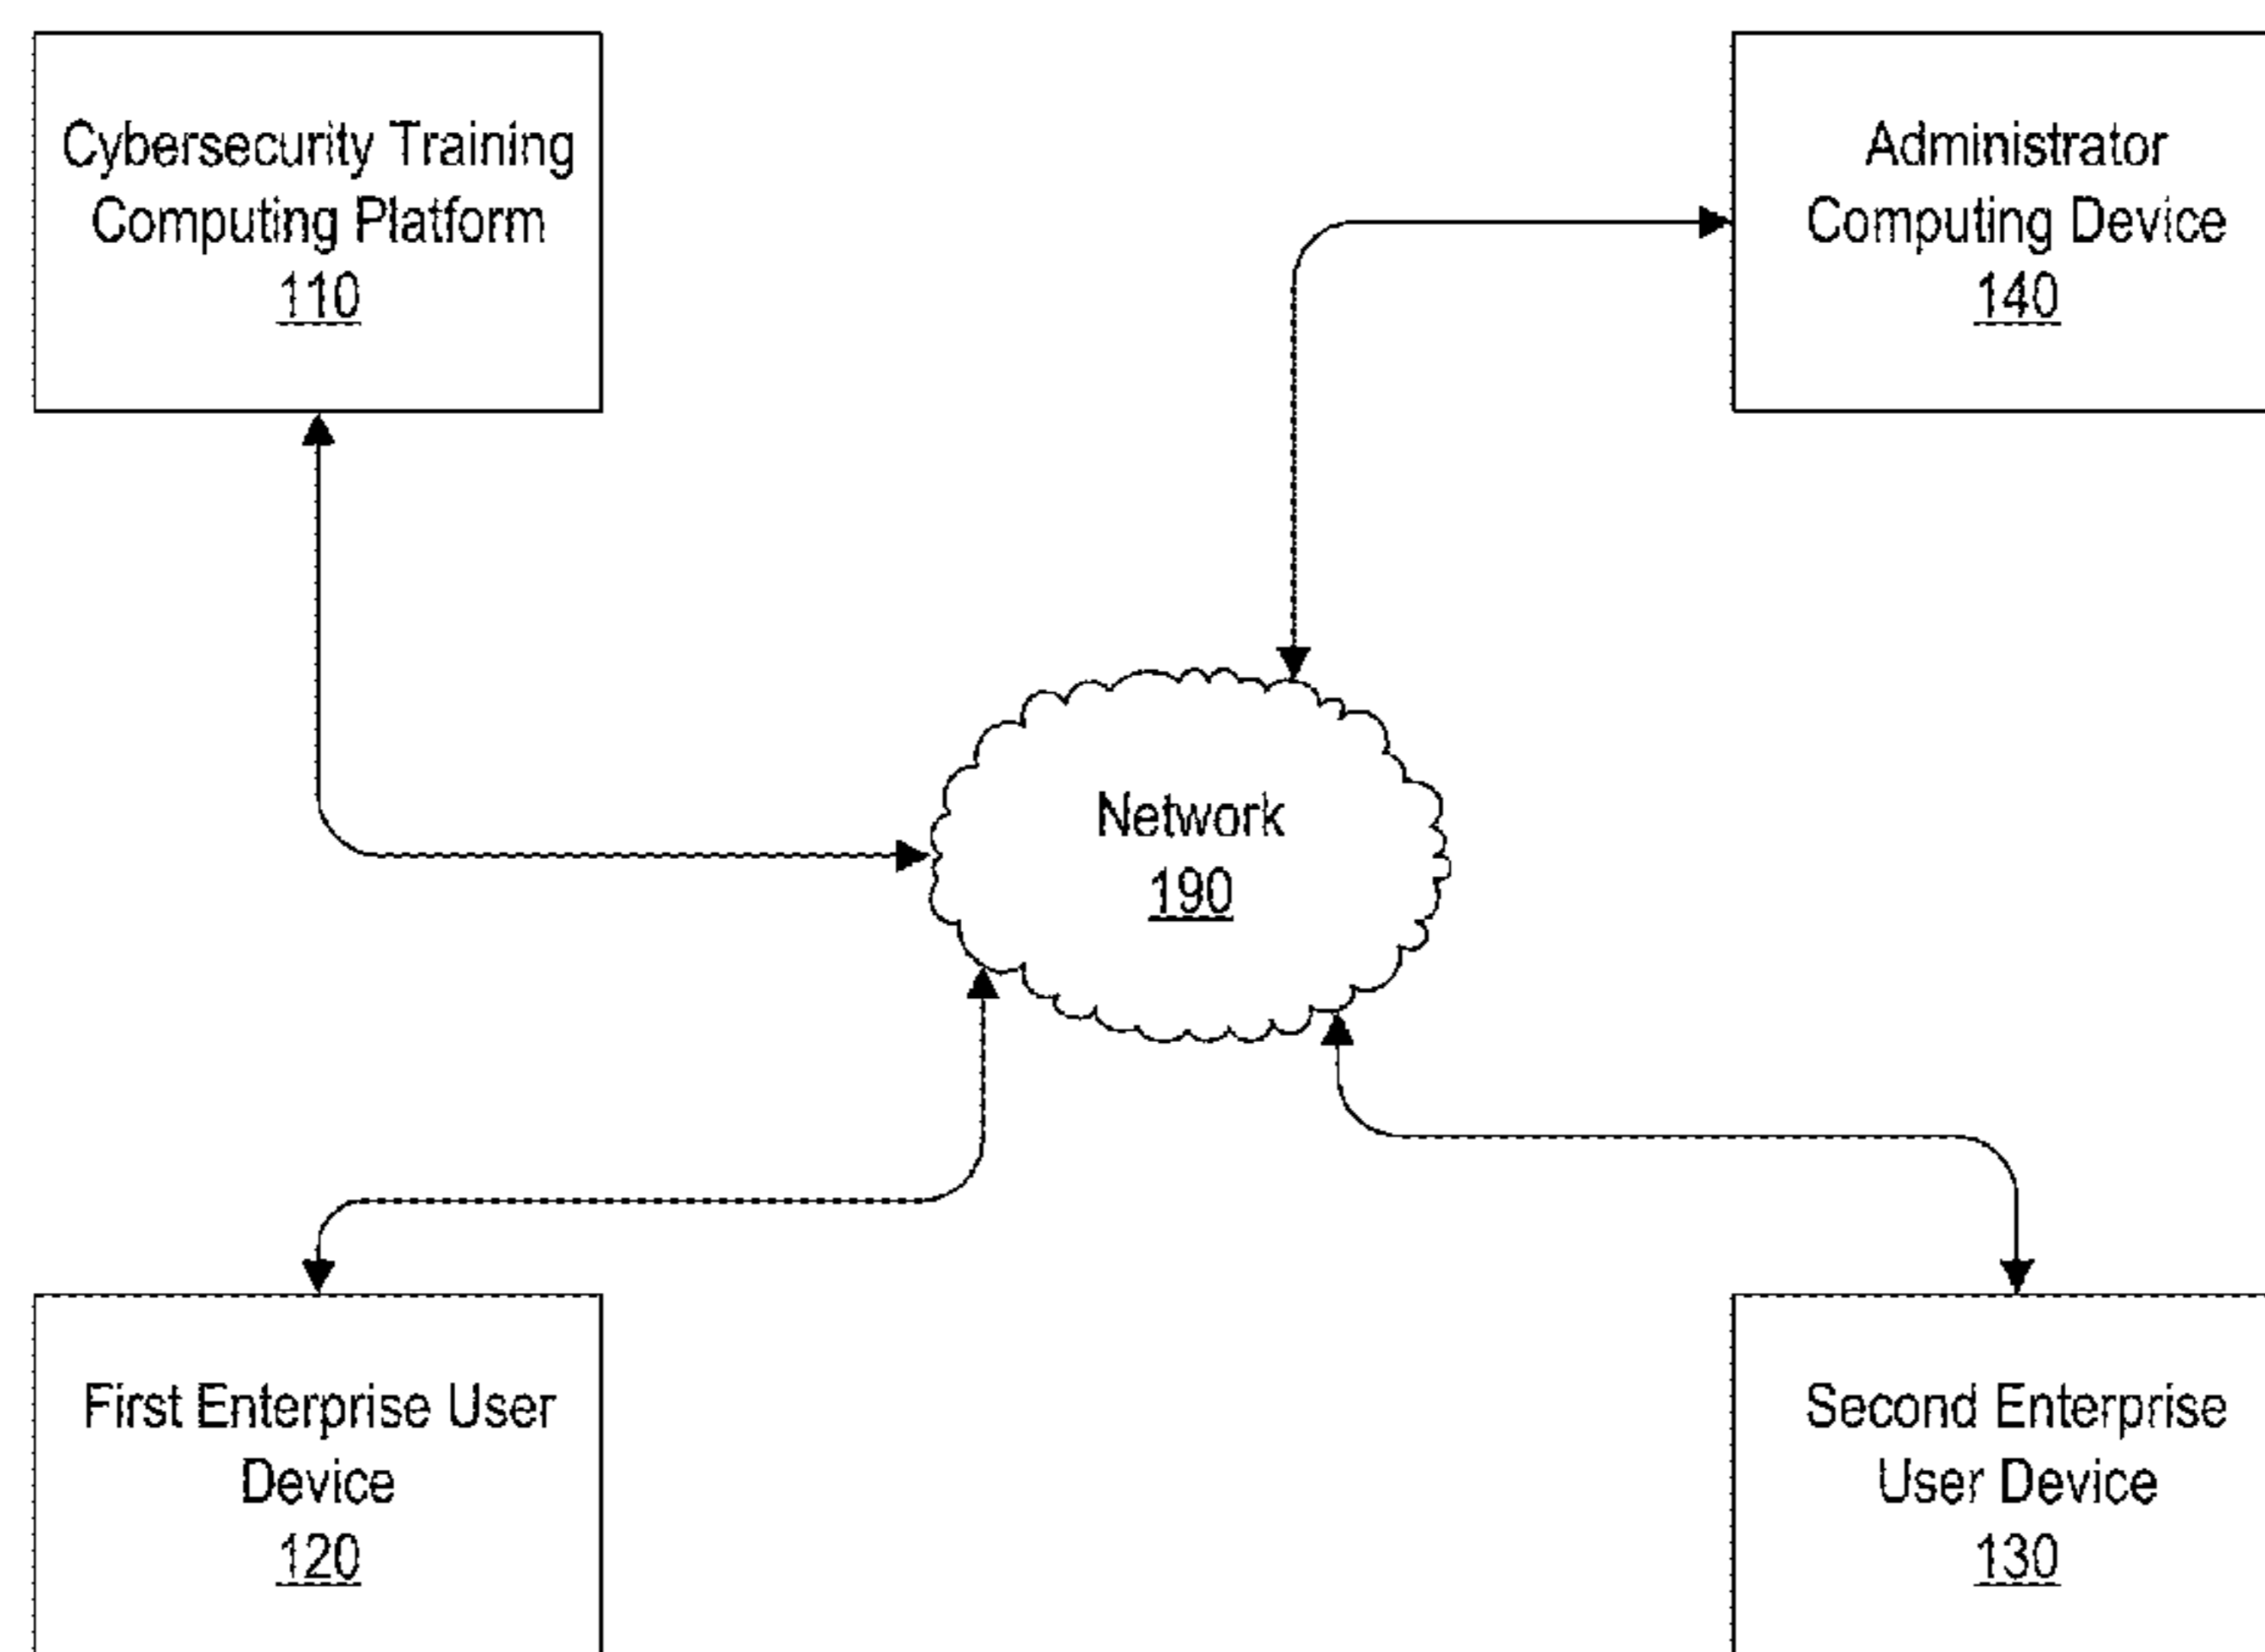 Cybersecurity Training
Computing Platform
110
Administrator
Computing Device
140
Network
190
First Enterprise User
Device
120
Second Enterprise
User Device
130